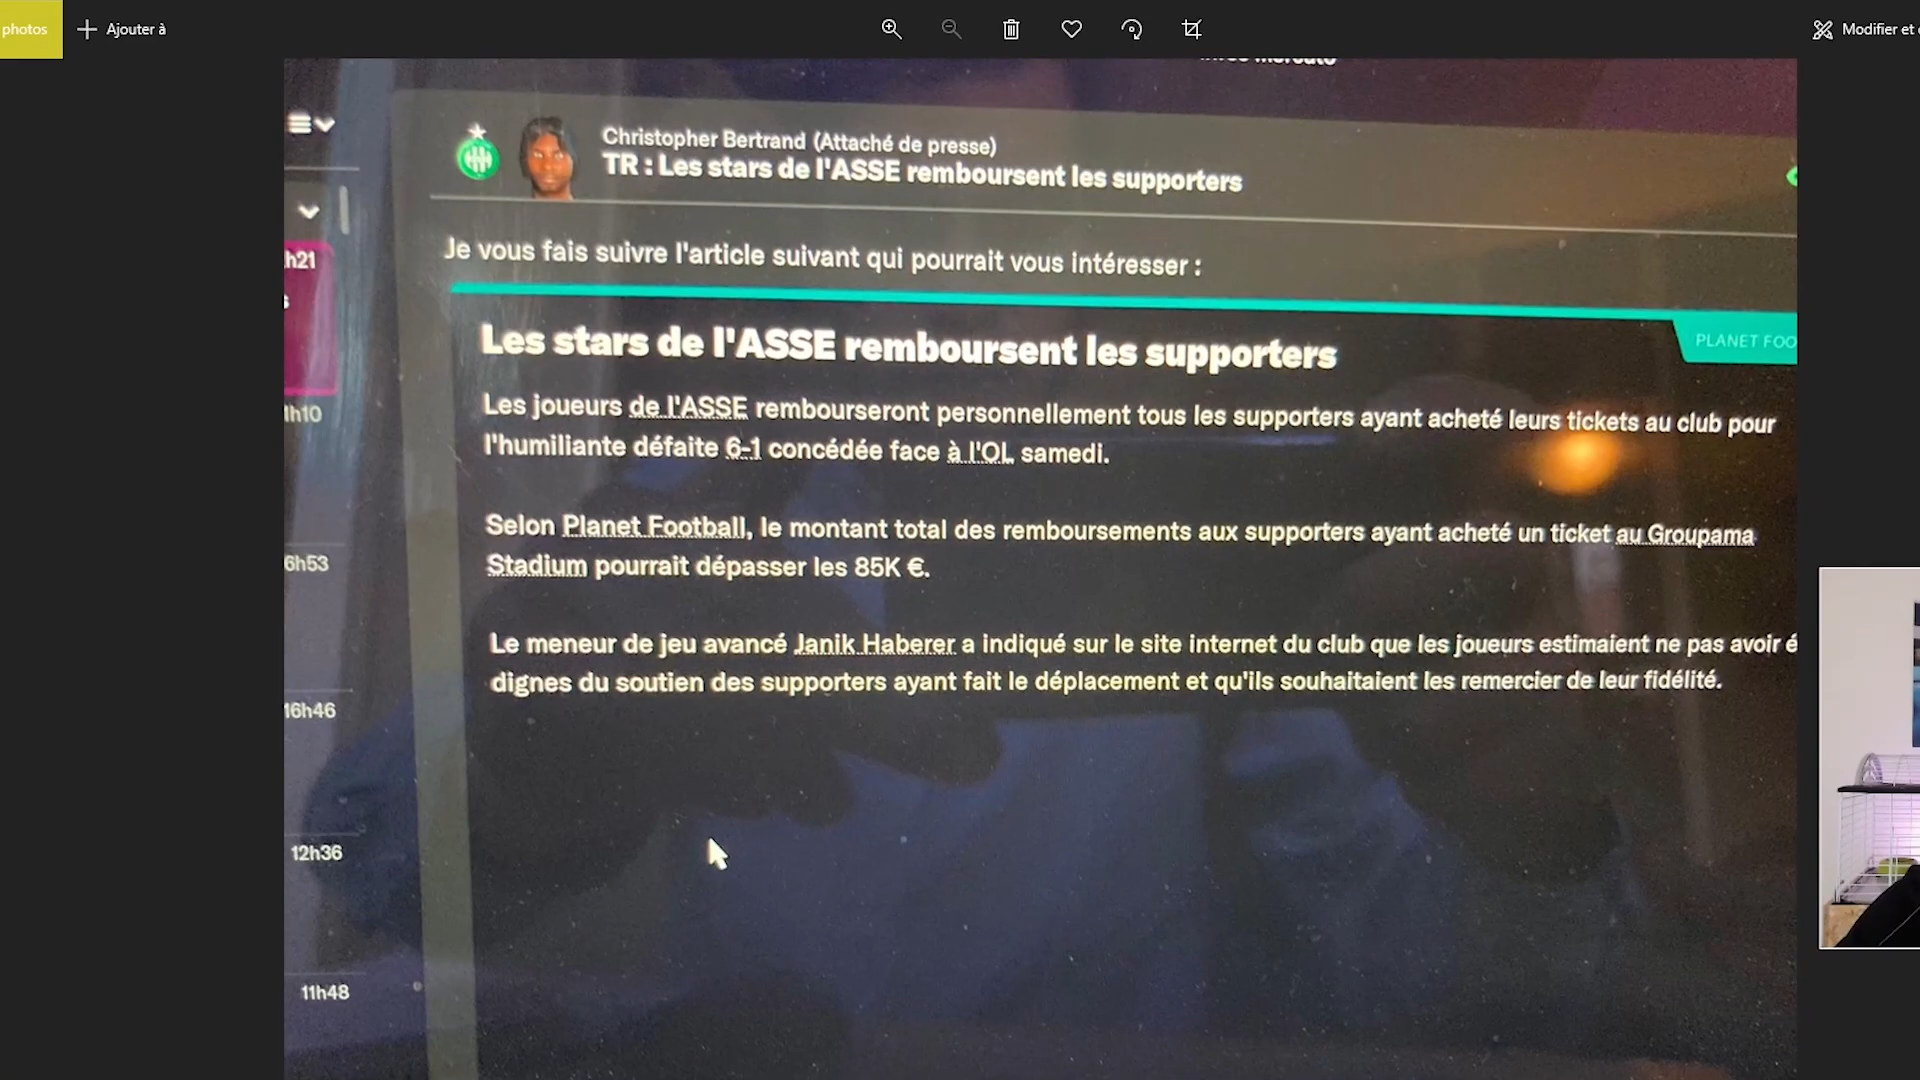 photos
Ajouter à
Modifier et
Christopher Bertrand (Attaché de presse)
TR : Les stars de l'ASSE remboursent les supporters
h21
Je vous fais suivre l'article suivant qui pourrait vous intéresser :
PLANET FOO
Les stars de l'ASSE remboursent les supporters
Les joueurs de l'ASSE rembourseront personnellement tous les supporters ayant acheté leurs tickets au club pour
l'humiliante défaite 6-1 concédée face à l'OL samedi.
1h10
Selon Planet Football, le montant total des remboursements aux supporters ayant acheté un ticket au Groupama
Stadium pourrait dépasser les 85K €.
6h53
Le meneur de jeu avancé Janik Haberer a indiqué sur le site internet du club que les joueurs estimaient ne pas avoir é
dignes du soutien des supporters ayant fait le déplacement et qu'ils souhaitaient les remercier de leur fidélité.
16h46
12h36
11h48